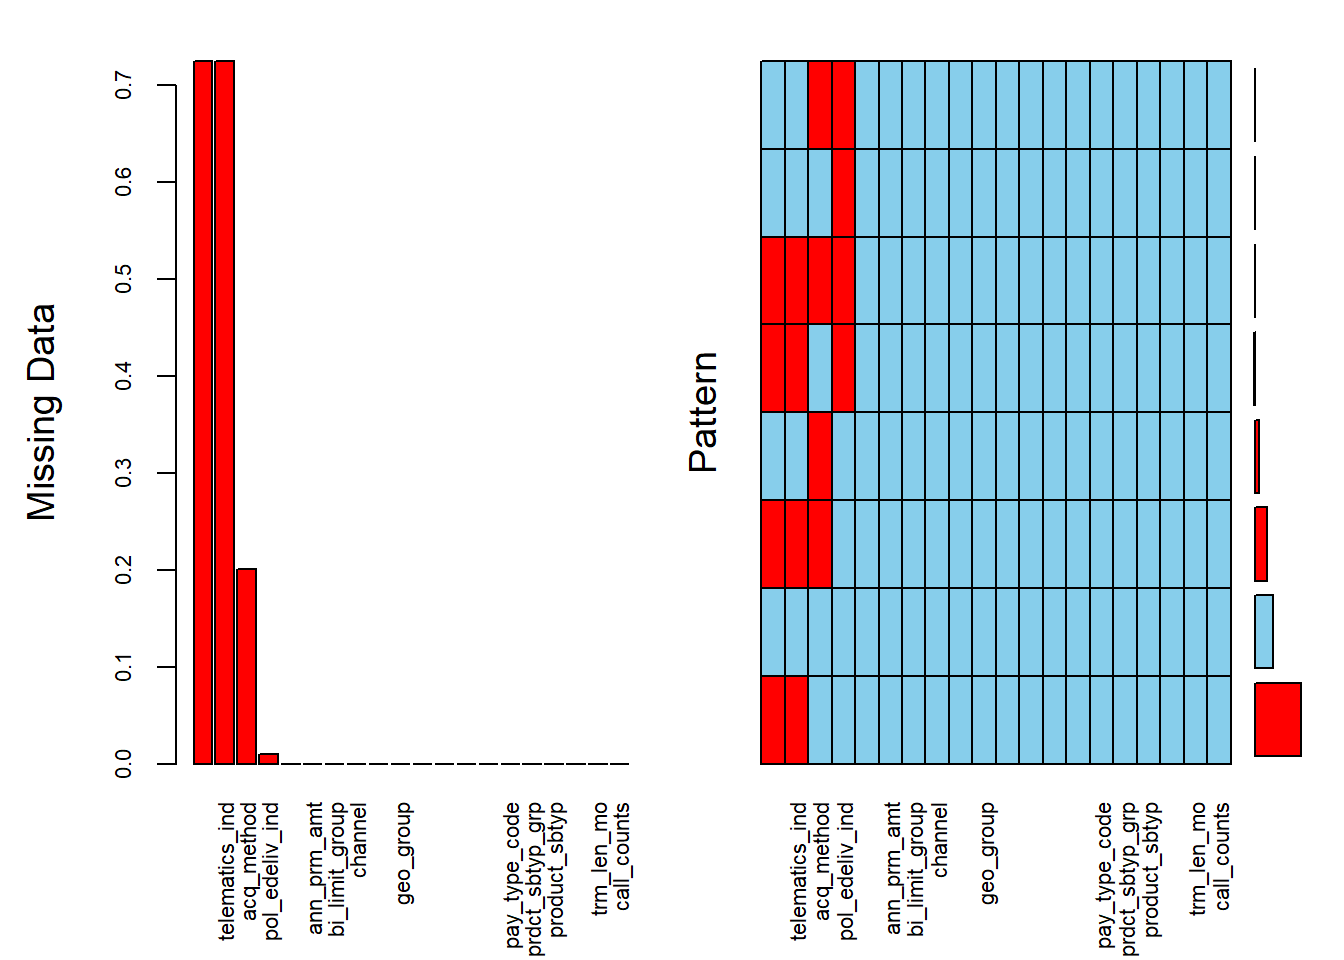 Missing Data
0.7
0.6
0.5
0.4
0.3
0.2
0.1
0.0
telematics_ind
acq_method
pol_edeliv_ind
ann_prm_amt
bi_limit_group
channel
geo_group
pay_type_code
prdct_sbtyp_grp
product_sbtyp
trm_len_mo
call_counts
Pattern
telematics_ind
acq_method
pol_edeliv_ind
ann_prm_amt
bi_limit_group
channel
geo_group
pay_type_code
prdct_sbtyp_grp
product_sbtyp
trm_len_mo
call_counts